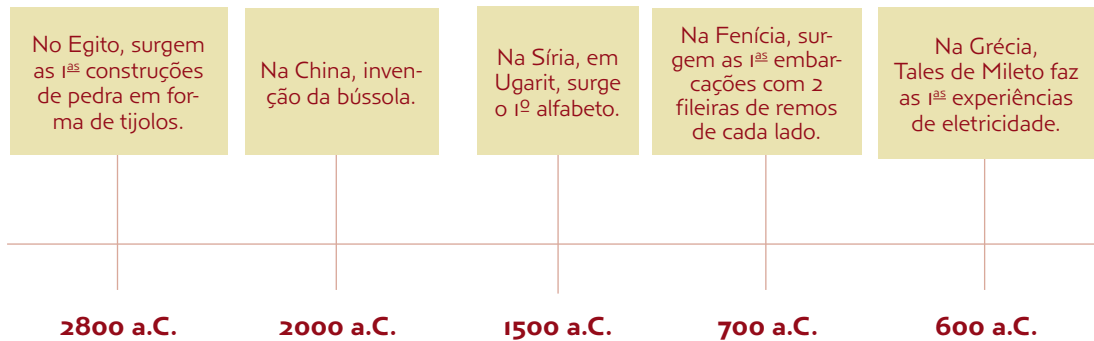 No Egito, surgem
as 1as construções
de pedra em for-
ma de tijolos.
Na China, inven-
ção da bússola.
Na Síria, em
Ugarit, surge
o 1º alfabeto.
Na Fenícia, sur-
gem as 1as embar-
cações com 2
fileiras de remos
de cada lado.
Na Grécia,
Tales de Mileto faz
as 1as experiências
de eletricidade.
2800 a.C.
2000 a.C.
1500 a.C.
700 a.C.
600 a.C.